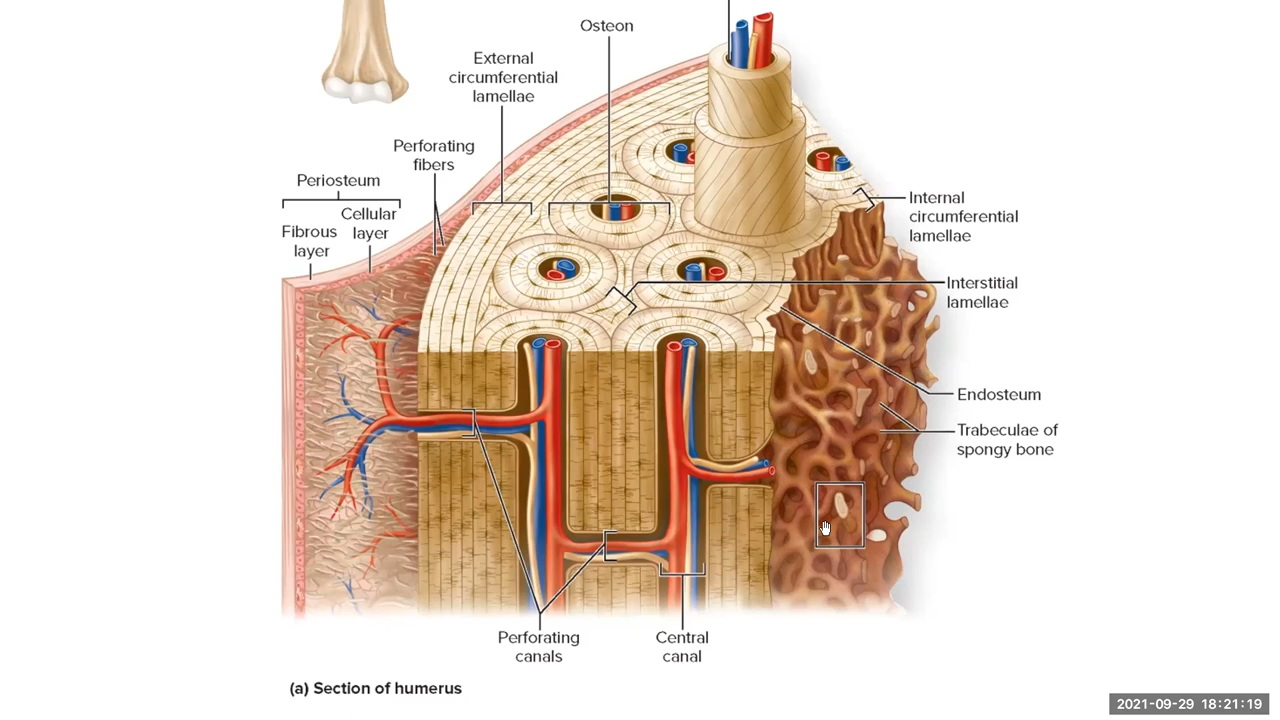 Osteon
External
circumferential
lamellae
Perforating
fibers
Periosteum
Cellular
layer
Fibrous
layer
Internal
circumferential
lamellae
Interstitial
lamellae
Endosteum
Trabeculae of
spongy bone
Perforating
canals
Central
canal
(a) Section of humerus
2021-09-29 18:21:19